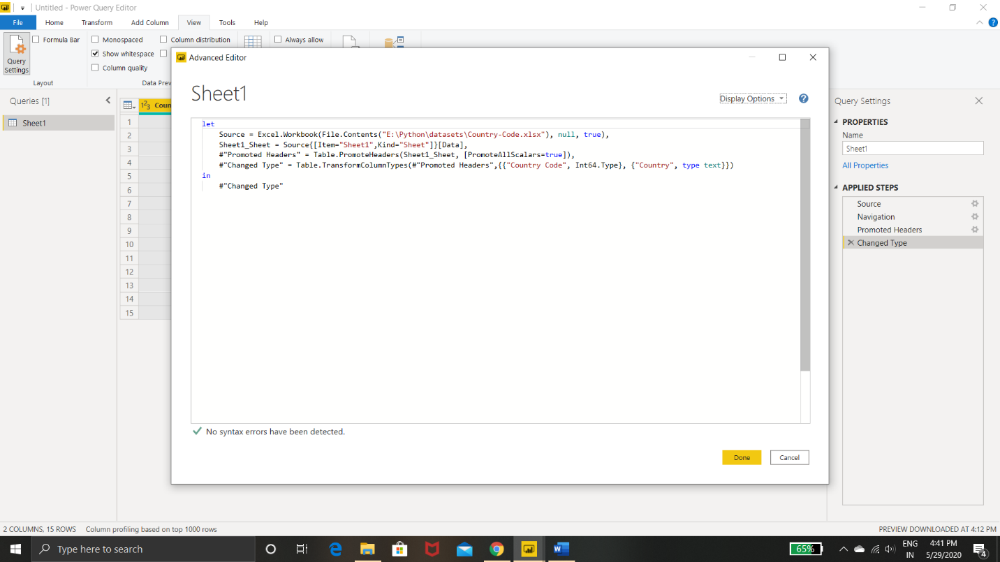 Untitled - Power Query Editor
File Home Transform Add Column View Tools Help
Query Settings
Formula Bar
Layout
Monospaced
Show whitespace
Column quality
Column distribution
Data Prev
Always allow
Queries [1]
Sheet1
1²3 Coun
1
2
3
4
5
6
7
8
9
10
11
12
13
14
15
Advanced Editor
Sheet1
Display Options
let
Source = Excel.Workbook(File.Contents("E:\Python\datasets\Country-Code.xlsx"), null, true),
Sheet1_Sheet = Source{[Item="Sheet1",Kind="Sheet"]}[Data],
#"Promoted Headers" = Table.PromoteHeaders(Sheet1_Sheet, [PromoteAllScalars=true]),
#"Changed Type" = Table.TransformColumnTypes(#"Promoted Headers",{{"Country Code", Int64.Type}, {"Country", type text}})
in
#"Changed Type"
No syntax errors have been detected.
Done Cancel
Query Settings
PROPERTIES
Name
Sheet1
All Properties
APPLIED STEPS
Source
Navigation
Promoted Headers
Changed Type
2 COLUMNS, 15 ROWS Column profiling based on top 1000 rows
PREVIEW DOWNLOADED AT 4:12 PM
Type here to search
65%
ENG
IN
4:41 PM
5/29/2020
4